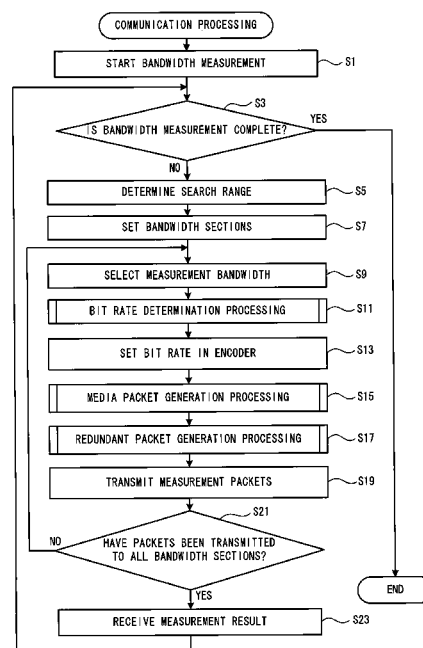 COMMUNICATION PROCESSING
START BANDWIDTH MEASUREMENT S1
S3
IS BANDWIDTH MEASUREMENT COMPLETE? YES
NO
DETERMINE SEARCH RANGE S5
SET BANDWIDTH SECTIONS S7
SELECT MEASUREMENT BANDWIDTH S9
BIT RATE DETERMINATION PROCESSING S11
SET BIT RATE IN ENCODER S13
MEDIA PACKET GENERATION PROCESSING S15
REDUNDANT PACKET GENERATION PROCESSING S17
TRANSMIT MEASUREMENT PACKETS S19
S21
NO
HAVE PACKETS BEEN TRANSMITTED
TO ALL BANDWIDTH SECTIONS?
YES
END
RECEIVE MEASUREMENT RESULT S23